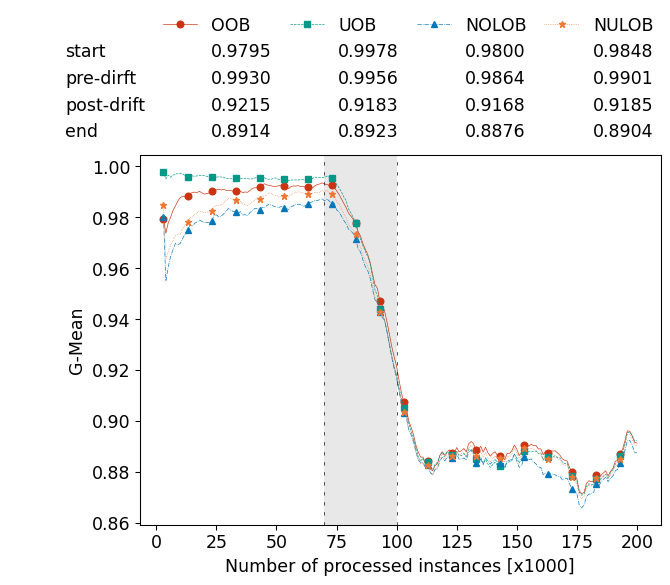 OOB UOB NOLOB NULOB
start 0.9795 0.9978 0.9800 0.9848
pre-dirft 0.9930 0.9956 0.9864 0.9901
post-drift 0.9215 0.9183 0.9168 0.9185
end 0.8914 0.8923 0.8876 0.8904
1.00
0.98
0.96
0.94
0.92
0.90
0.88
0.86
G-Mean
0 25 50 75 100 125 150 175 200
Number of processed instances [x1000]